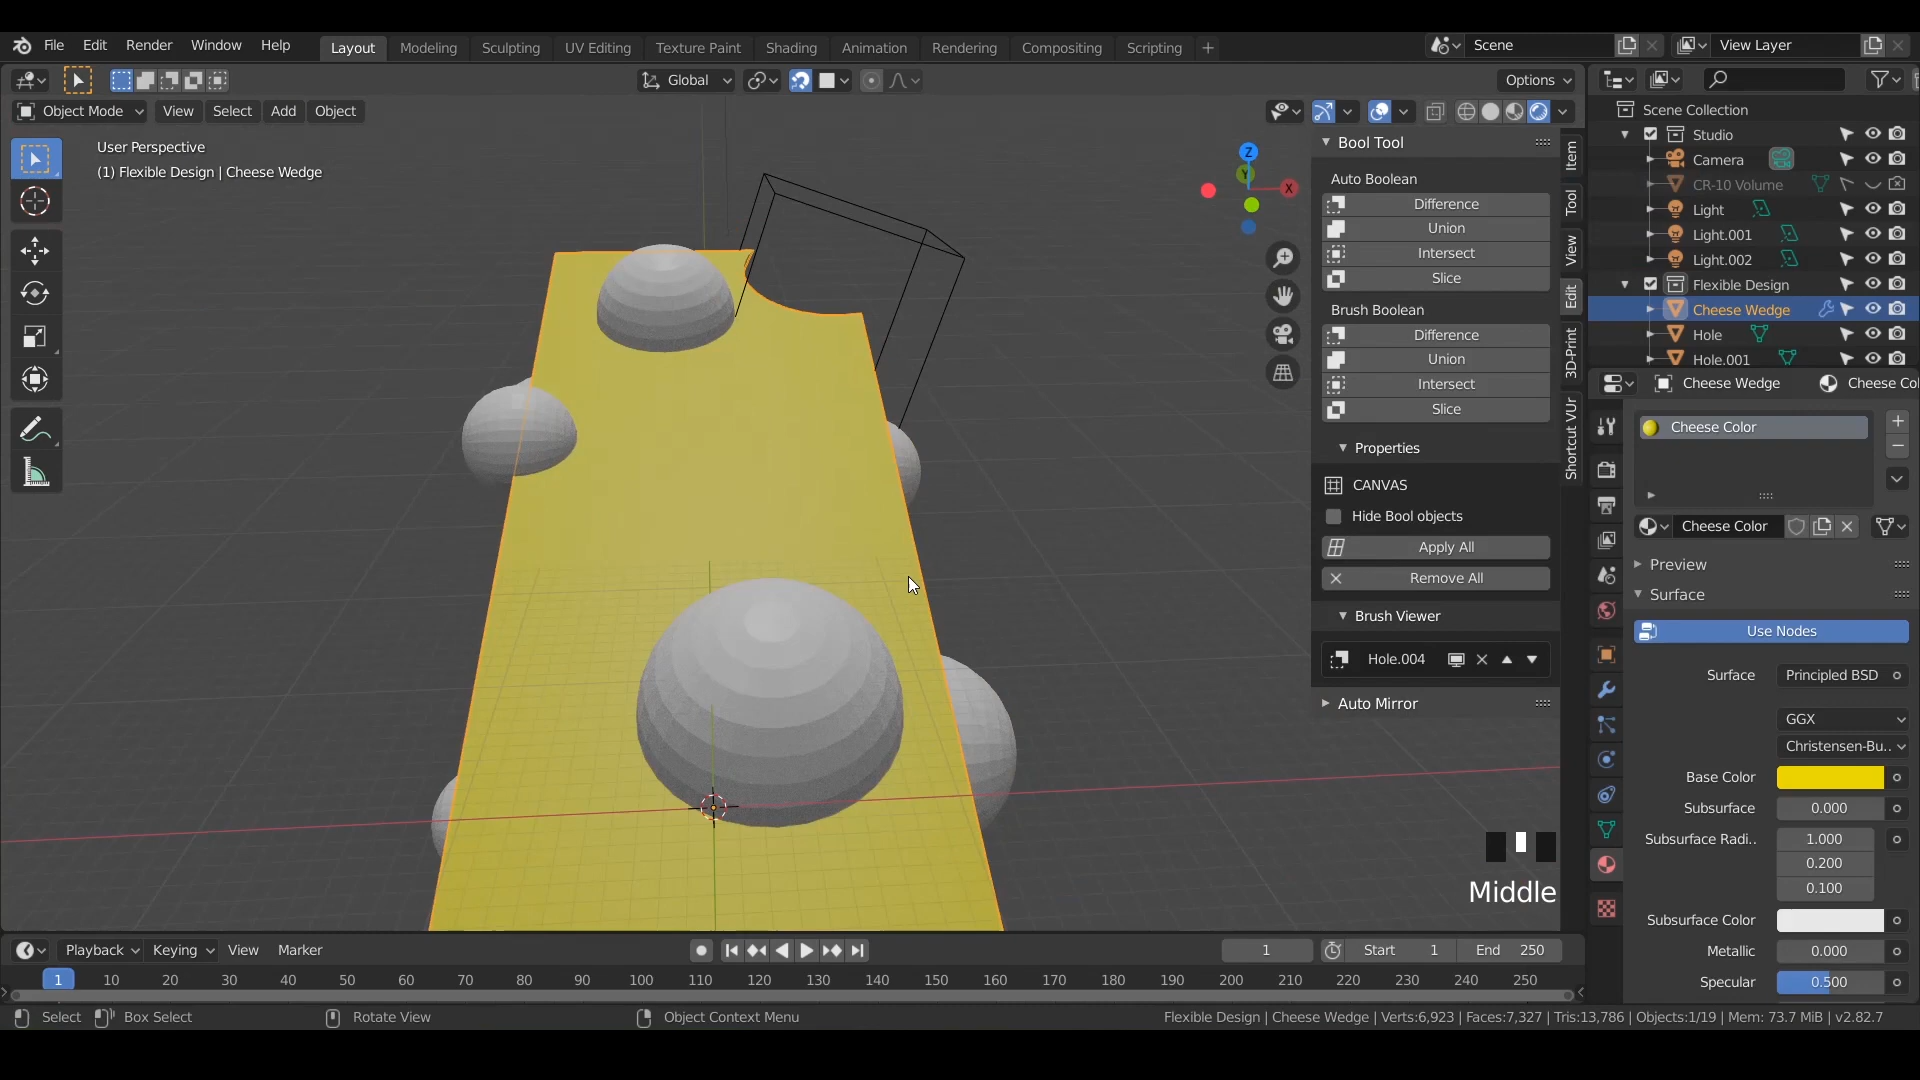 File Edit Render Window Help Layout Modeling Sculpting UV Editing Texture Paint Shading Animation Rendering Compositing Scripting + Scene View Layer
Global Options
Object Mode View Select Add Object
User Perspective
(1) Flexible Design | Cheese Wedge
Z
Y
X
Bool Tool
Auto Boolean
Difference
Union
Intersect
Slice
Brush Boolean
Difference
Union
Intersect
Slice
Properties
CANVAS
Hide Bool objects
Apply All
Remove All
Brush Viewer
Hole.004
Auto Mirror
Item
Tool
View
Edit
3D-Print
Shortcut VUr
Scene Collection
Studio
Camera
CR-10 Volume
Light
Light.001
Light.002
Flexible Design
Cheese Wedge
Hole
Hole.001
Cheese Wedge Cheese Col
Cheese Color
Cheese Color
Preview
Surface
Use Nodes
Surface Principled BSD
GGX
Christensen-Bu..
Base Color
Subsurface 0.000
Subsurface Radi.. 1.000
0.200
0.100
Subsurface Color
Metallic 0.000
Specular 0.500
Middle
Playback Keying View Marker 1 Start 1 End 250
1 10 20 30 40 50 60 70 80 90 100 110 120 130 140 150 160 170 180 190 200 210 220 230 240 250
Select Box Select Rotate View Object Context Menu Flexible Design | Cheese Wedge | Verts:6,923 | Faces:7,327 | Tris:13,786 | Objects:1/19 | Mem: 73.7 MiB | v2.82.7